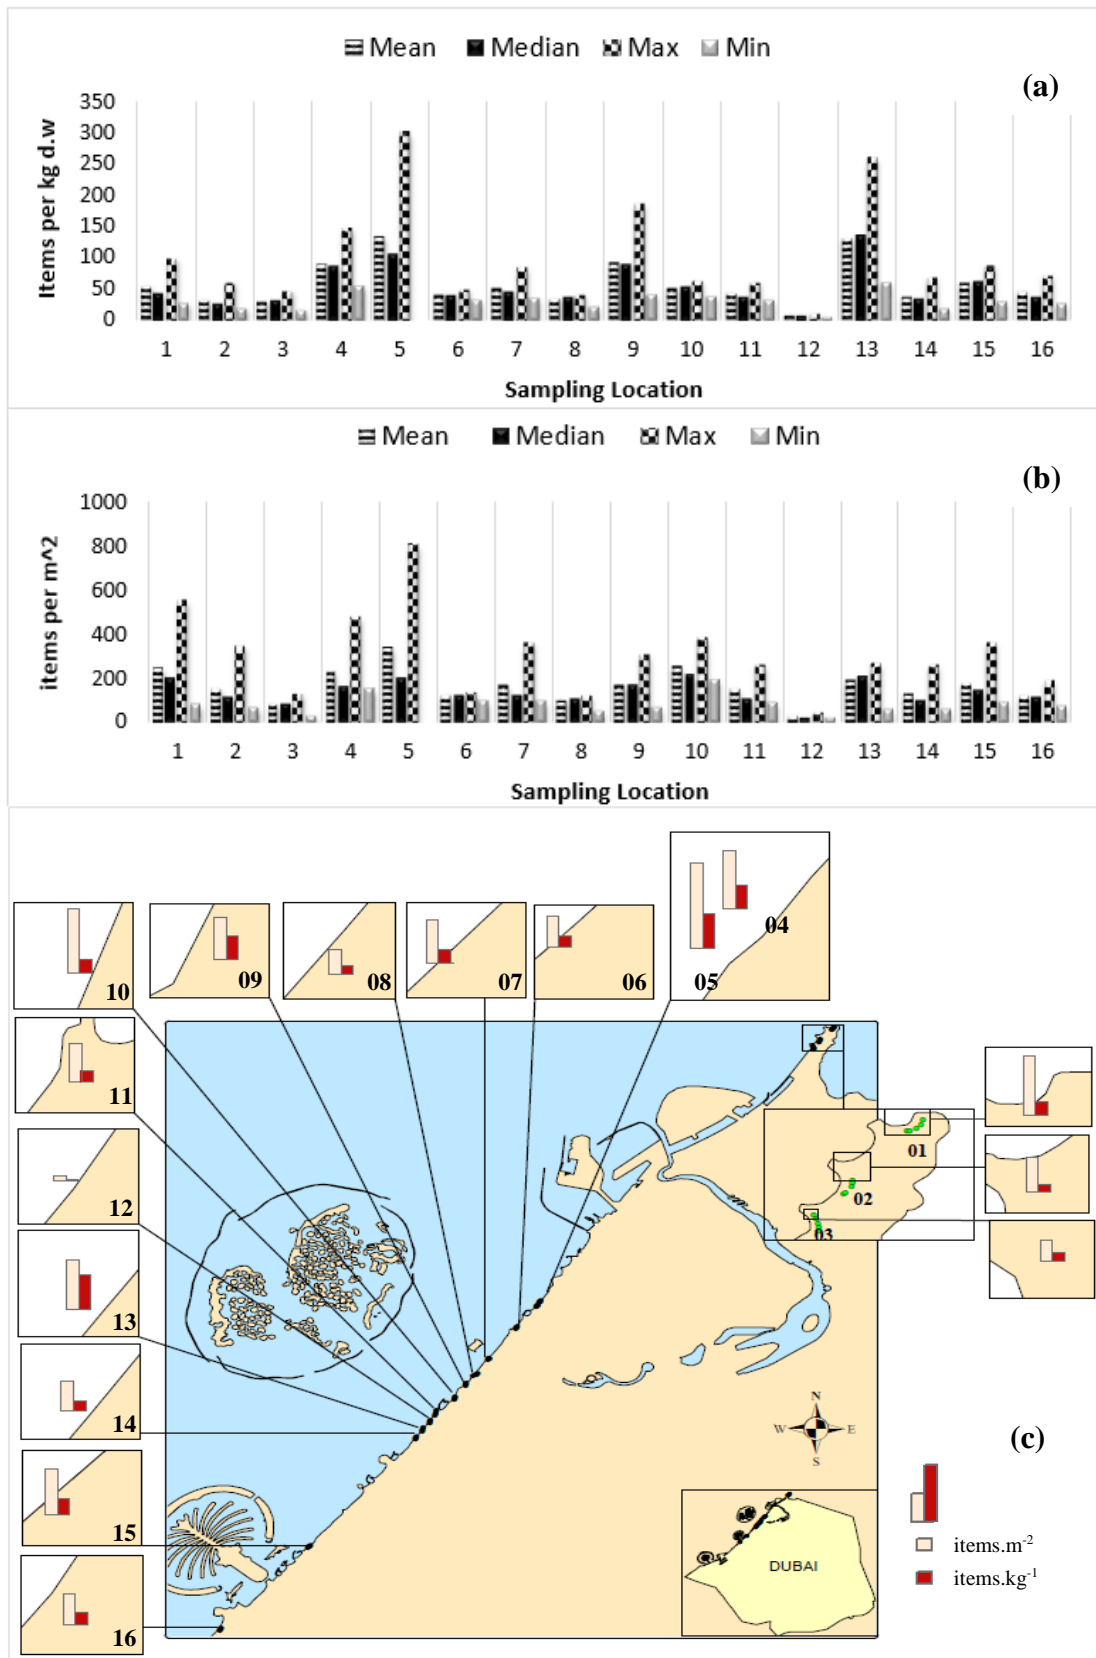 Mean Median Max Min
(a)
350
300
250
200
150
100
50
0
Items per kg d.w
1 2 3 4 5 6 7 8 9 10 11 12 13 14 15 16
Sampling Location
Mean Median Max Min
(b)
1000
800
600
400
200
0
items per m^2
1 2 3 4 5 6 7 8 9 10 11 12 13 14 15 16
Sampling Location
04
05
06
07
08
09
10
11
12
13
14
15
16
01
02
03
N
W E
S
DUBAI
(c)
items.m-2
items.kg-1